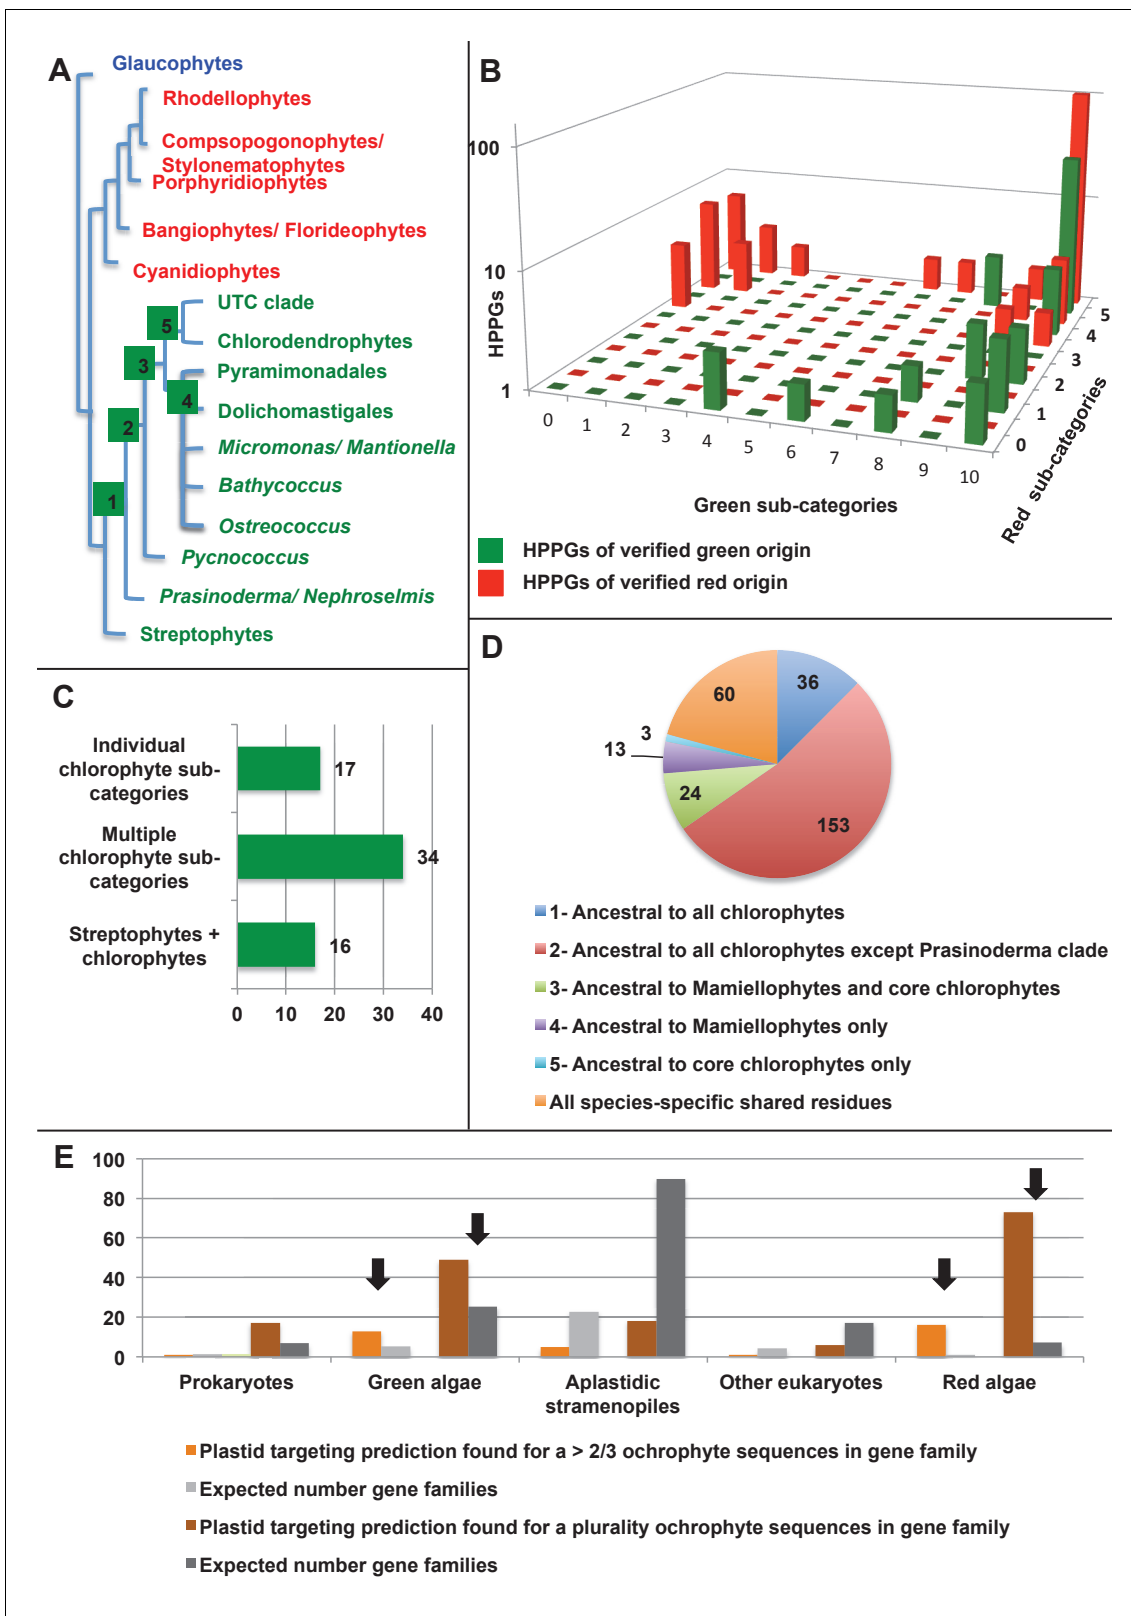 A
Glaucophytes
Rhodellophytes
Compsopogonophytes/
Stylonematophytes
Porphyridiophytes
Bangiophytes/ Florideophytes
Cyanidiophytes
UTC clade
5
Chlorodendrophytes
3
Pyramimonadales
4
Dolichomastigales
2
Micromonas/ Mantionella
Bathycoccus
1
Ostreococcus
Pycnococcus
Prasinoderma/ Nephroselmis
Streptophytes
B
100
10
1
HPPGs
0 1 2 3 4 5 6 7 8 9 10
Green sub-categories
0 1 2 3 4 5
Red sub-categories
HPPGs of verified green origin
HPPGs of verified red origin
C
Individual
chlorophyte sub-
categories
17
Multiple
chlorophyte sub-
categories
34
Streptophytes +
chlorophytes
16
0 10 20 30 40
D
36
60
3
13
24
153
1- Ancestral to all chlorophytes
2- Ancestral to all chlorophytes except Prasinoderma clade
3- Ancestral to Mamiellophytes and core chlorophytes
4- Ancestral to Mamiellophytes only
5- Ancestral to core chlorophytes only
All species-specific shared residues
E
100
80
60
40
20
0
Prokaryotes
Green algae
Aplastidic
stramenopiles
Other eukaryotes
Red algae
Plastid targeting prediction found for a > 2/3 ochrophyte sequences in gene family
Expected number gene families
Plastid targeting prediction found for a plurality ochrophyte sequences in gene family
Expected number gene families